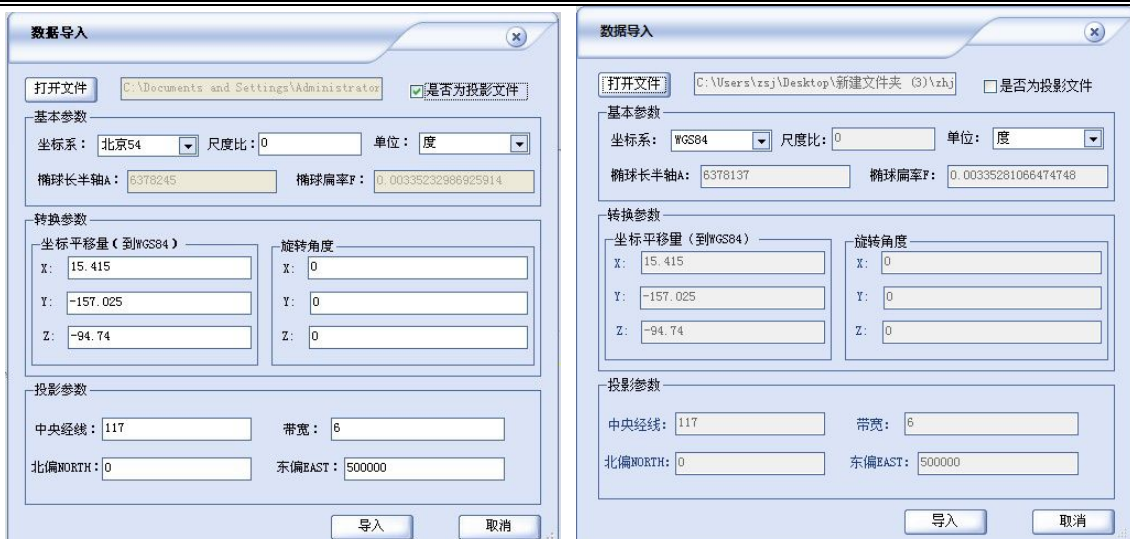 数据导入
打开文件 C:\Documents and Settings\Administrator 是否为投影文件
基本参数
坐标系： 北京54 尺度比：0 单位： 度
椭球长半轴A： 6378245 椭球扁率F： 0.00335232986925914
转换参数
坐标平移量(到WGS84) 旋转角度
X: 15.415 X: 0
Y: -157.025 Y: 0
Z: -94.74 Z: 0
投影参数
中央经线：117 带宽： 6
北偏NORTH：0 东偏EAST：500000
导入 取消
数据导入
打开文件 C:\Users\zsj\Desktop\新建文件夹 (3)\zhj 是否为投影文件
基本参数
坐标系: WGS84 尺度比: 0 单位: 度
椭球长半轴A: 6378137 椭球扁率F: 0.00335281066474748
转换参数
坐标平移量 (到WGS84) 旋转角度
X: 15.415 X: 0
Y: -157.025 Y: 0
Z: -94.74 Z: 0
投影参数
中央经线: 117 带宽: 6
北偏NORTH: 0 东偏EAST: 500000
导入 取消